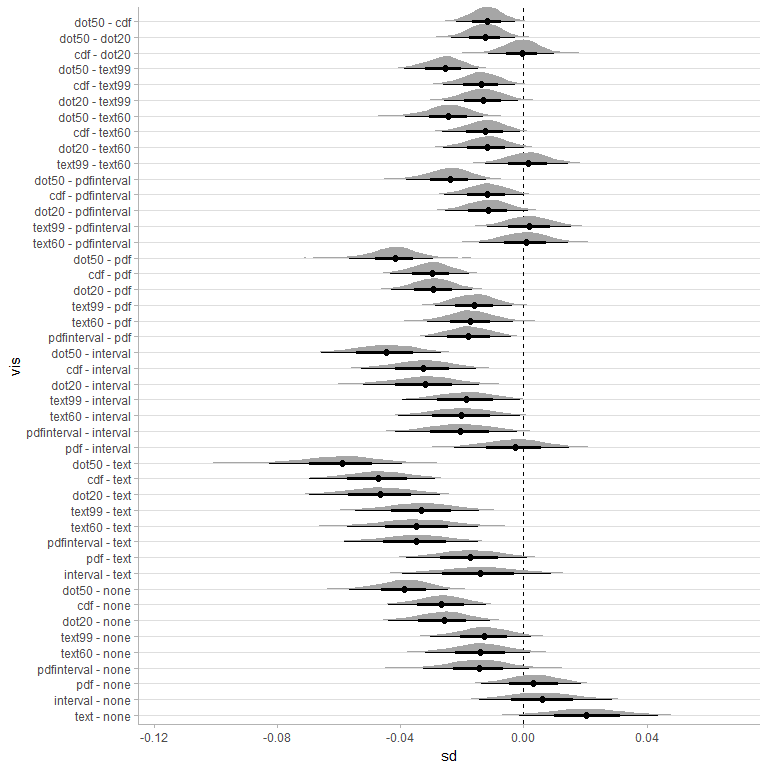 dot50 - cdf
dot50 - dot20
cdf - dot20
dot50 - text99
cdf - text99
dot20 - text99
dot50 - text60
cdf - text60
dot20 - text60
text99 - text60
dot50 - pdfinterval
cdf - pdfinterval
dot20 - pdfinterval
text99 - pdfinterval
text60 - pdfinterval
dot50 - pdf
cdf - pdf
dot20 - pdf
text99 - pdf
text60 - pdf
pdfinterval - pdf
dot50 - interval
cdf - interval
dot20 - interval
text99 - interval
text60 - interval
pdfinterval - interval
pdf - interval
dot50 - text
cdf - text
dot20 - text
text99 - text
text60 - text
pdfinterval - text
pdf - text
interval - text
dot50 - none
cdf - none
dot20 - none
text99 - none
text60 - none
pdfinterval - none
pdf - none
interval - none
text - none
vis
-0.12 -0.08 -0.04 0.00 0.04
sd